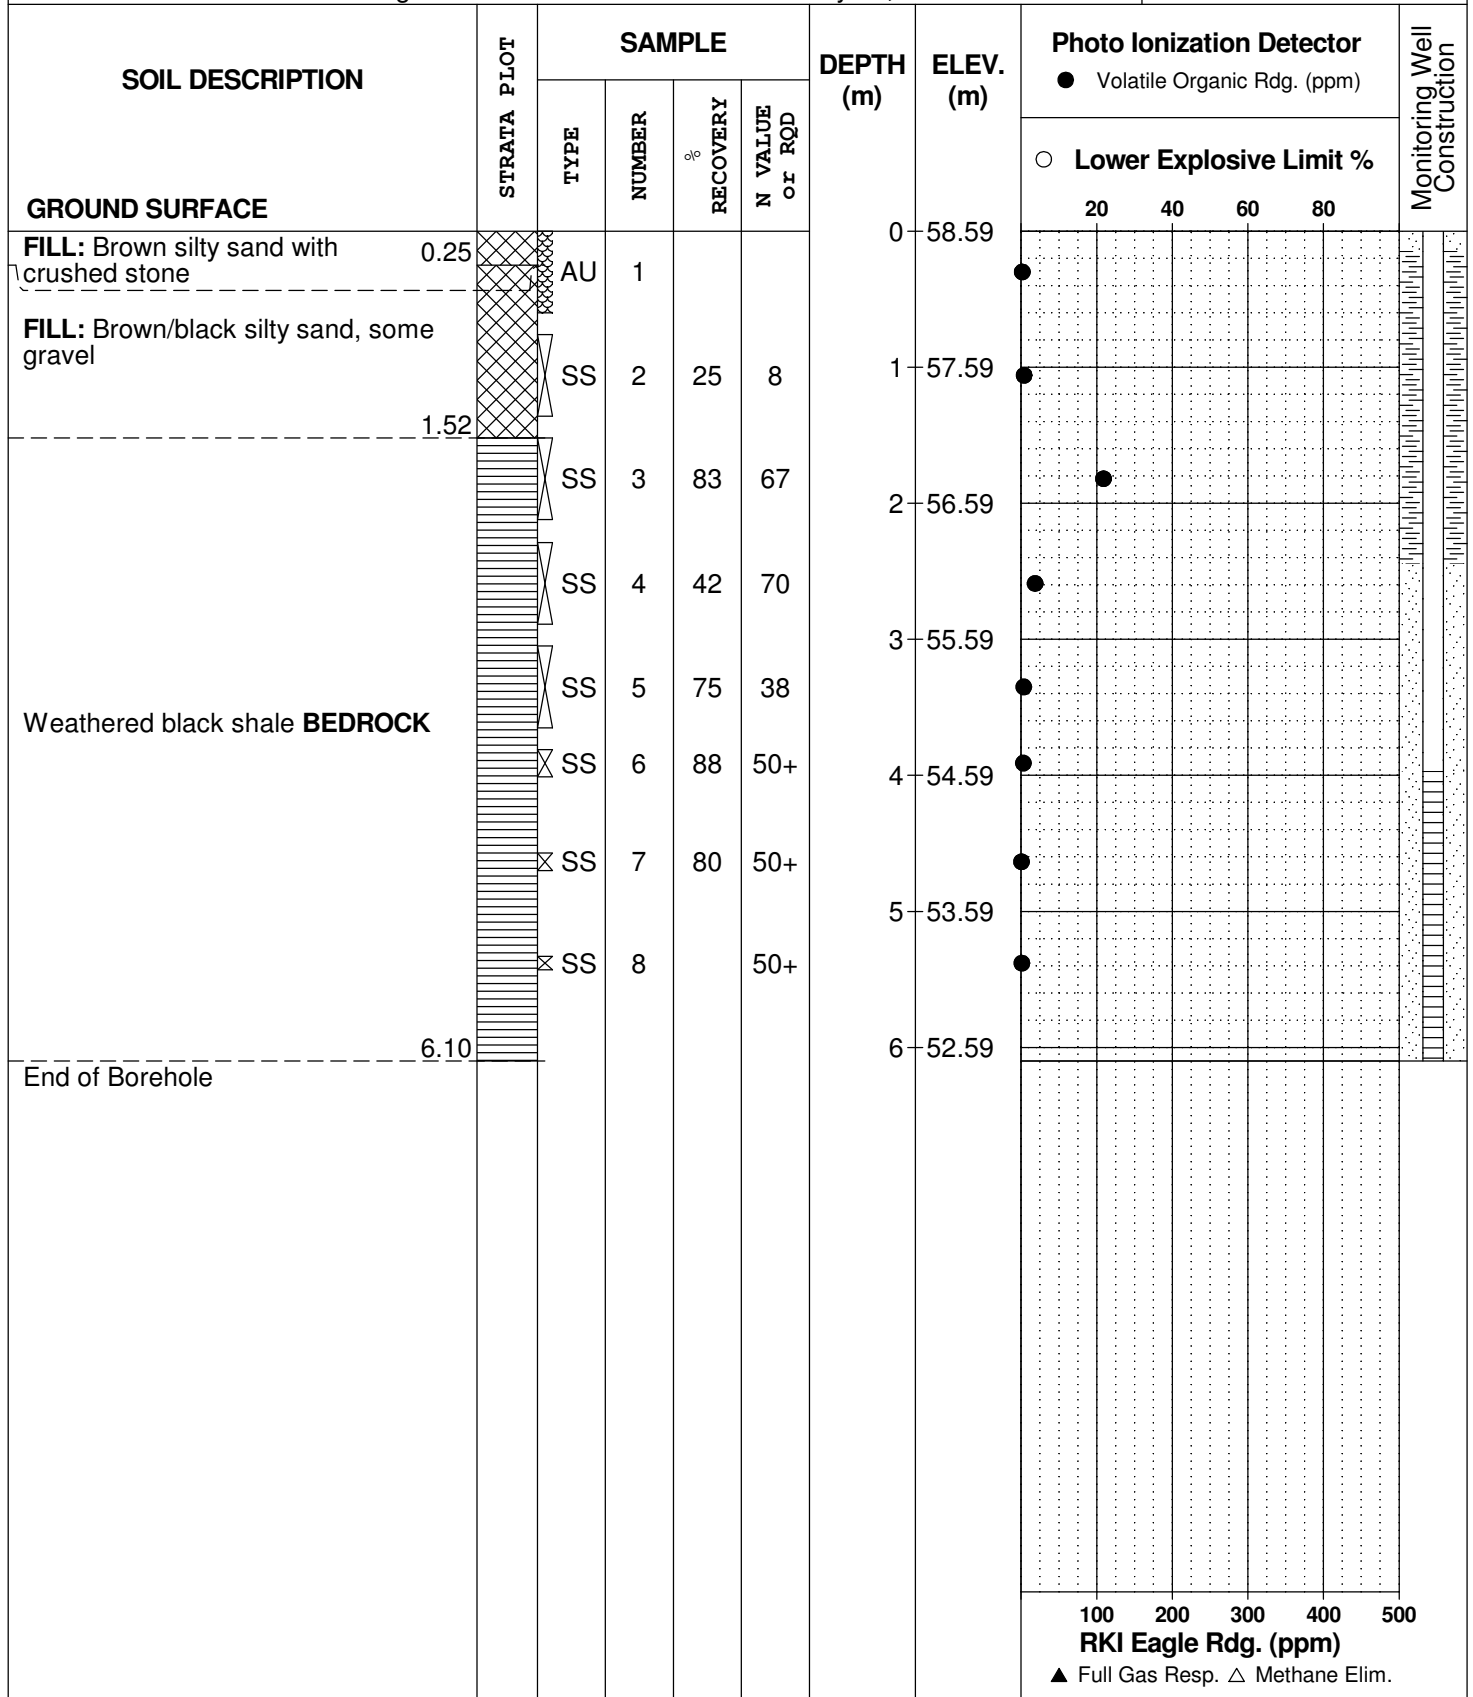 SOIL DESCRIPTION
GROUND SURFACE
STRATA PLOT
SAMPLE
TYPE
NUMBER
% RECOVERY
N VALUE or RQD
DEPTH (m)
ELEV. (m)
Photo Ionization Detector
● Volatile Organic Rdg. (ppm)
○ Lower Explosive Limit %
20 40 60 80
Monitoring Well Construction
0 58.59
FILL: Brown silty sand with 0.25
crushed stone
AU 1
FILL: Brown/black silty sand, some
gravel
1 57.59
SS 2 25 8
1.52
SS 3 83 67
2 56.59
SS 4 42 70
3 55.59
SS 5 75 38
Weathered black shale BEDROCK
SS 6 88 50+
4 54.59
SS 7 80 50+
5 53.59
SS 8 50+
6.10
6 52.59
End of Borehole
100 200 300 400 500
RKI Eagle Rdg. (ppm)
▲ Full Gas Resp. △ Methane Elim.